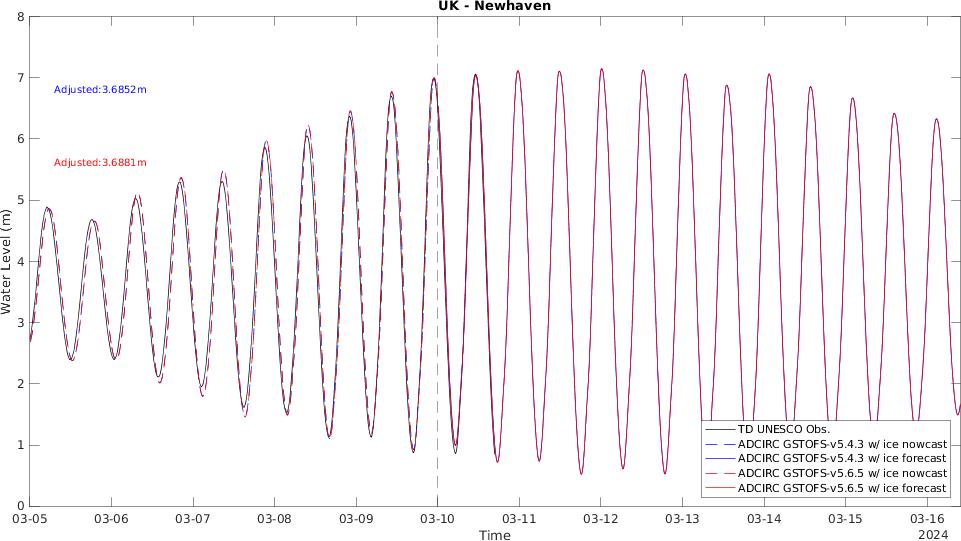 UK - Newhaven
8
7
6
5
4
3
2
1
0
Water Level (m)
Adjusted:3.6852m
Adjusted:3.6881m
TD UNESCO Obs.
ADCIRC GSTOFS-v5.4.3 w/ ice nowcast
ADCIRC GSTOFS-v5.4.3 w/ ice forecast
ADCIRC GSTOFS-v5.6.5 w/ ice nowcast
ADCIRC GSTOFS-v5.6.5 w/ ice forecast
03-05 03-06 03-07 03-08 03-09 03-10 03-11 03-12 03-13 03-14 03-15 03-16
Time
2024